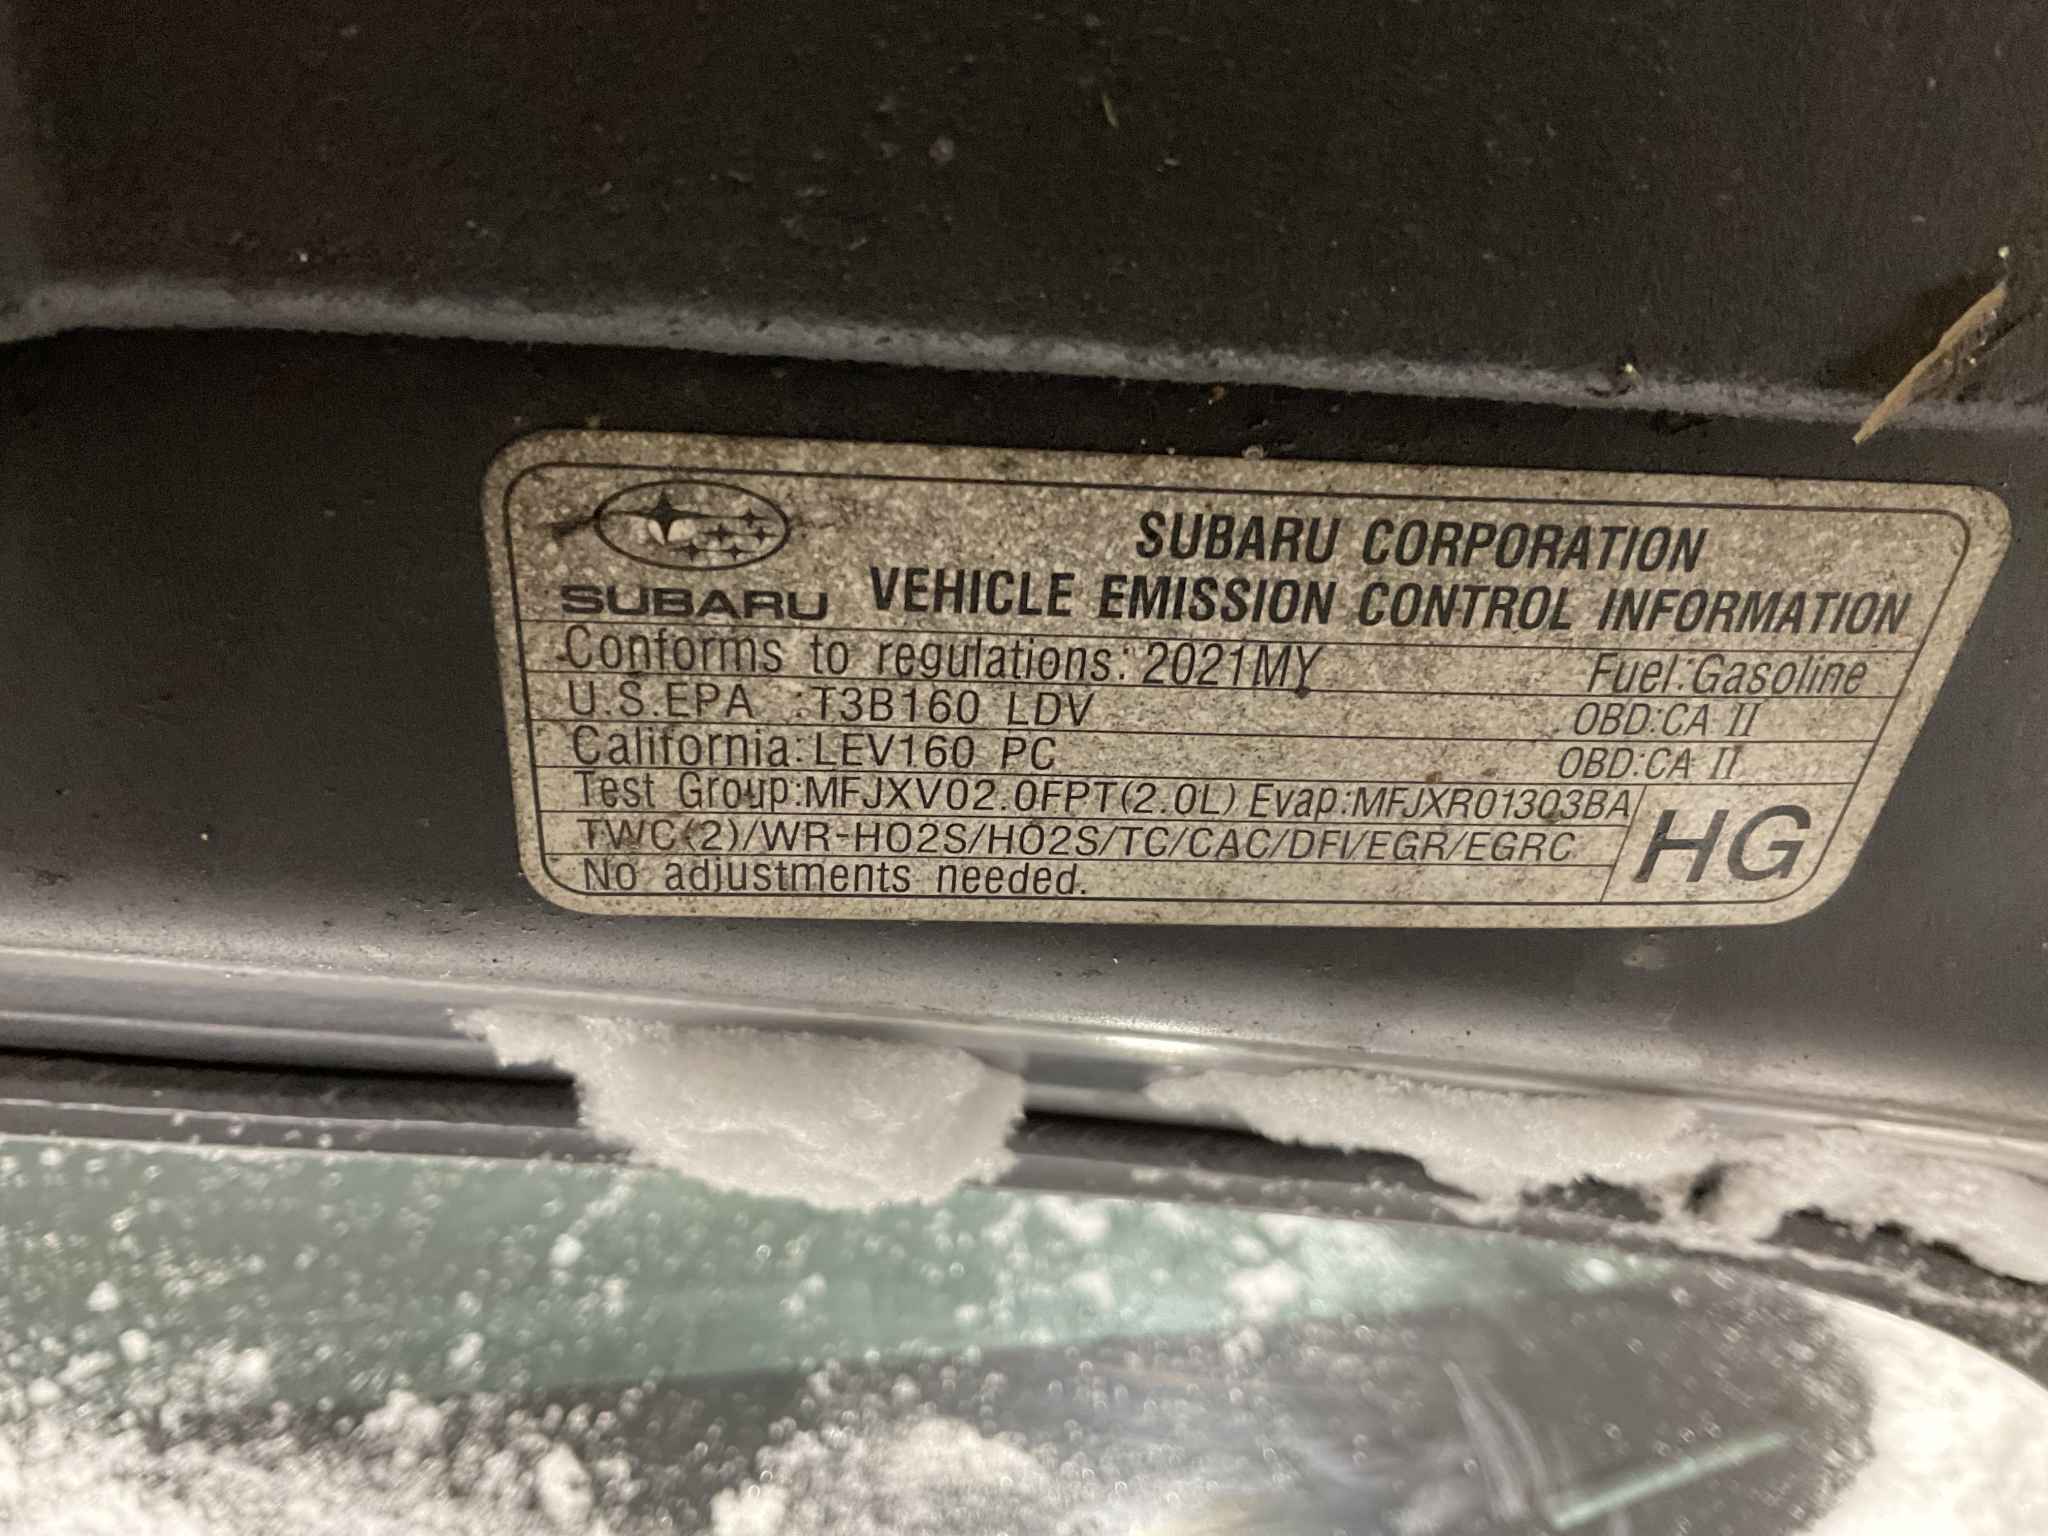 SUBARU CORPORATION
SUBARU VEHICLE EMISSION CONTROL INFORMATION
Conforms to regulations: 2021MY Fuel:Gasoline
U.S.EPA :T3B160 LDV OBD:CA II
California:LEV160 PC OBD:CA II
Test Group:MFJXV02.0FPT(2.0L) Evap:MFJXR01303BA
TWC(2)/WR-HO2S/HO2S/TC/CAC/DFI/EGR/EGRC
HG
No adjustments needed.